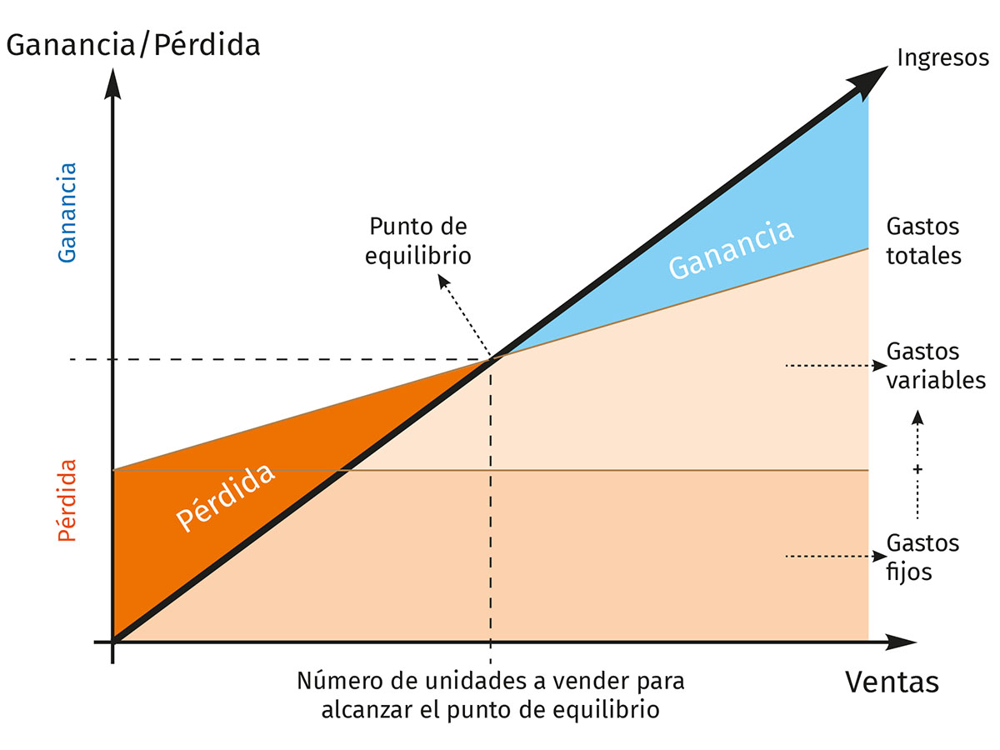 Ganancia/Pérdida
Ingresos
Ganancia
Punto de
equilibrio
Ganancia
Gastos
totales
Gastos
variables
+
Pérdida
Pérdida
Gastos
fijos
Número de unidades a vender para
alcanzar el punto de equilibrio
Ventas